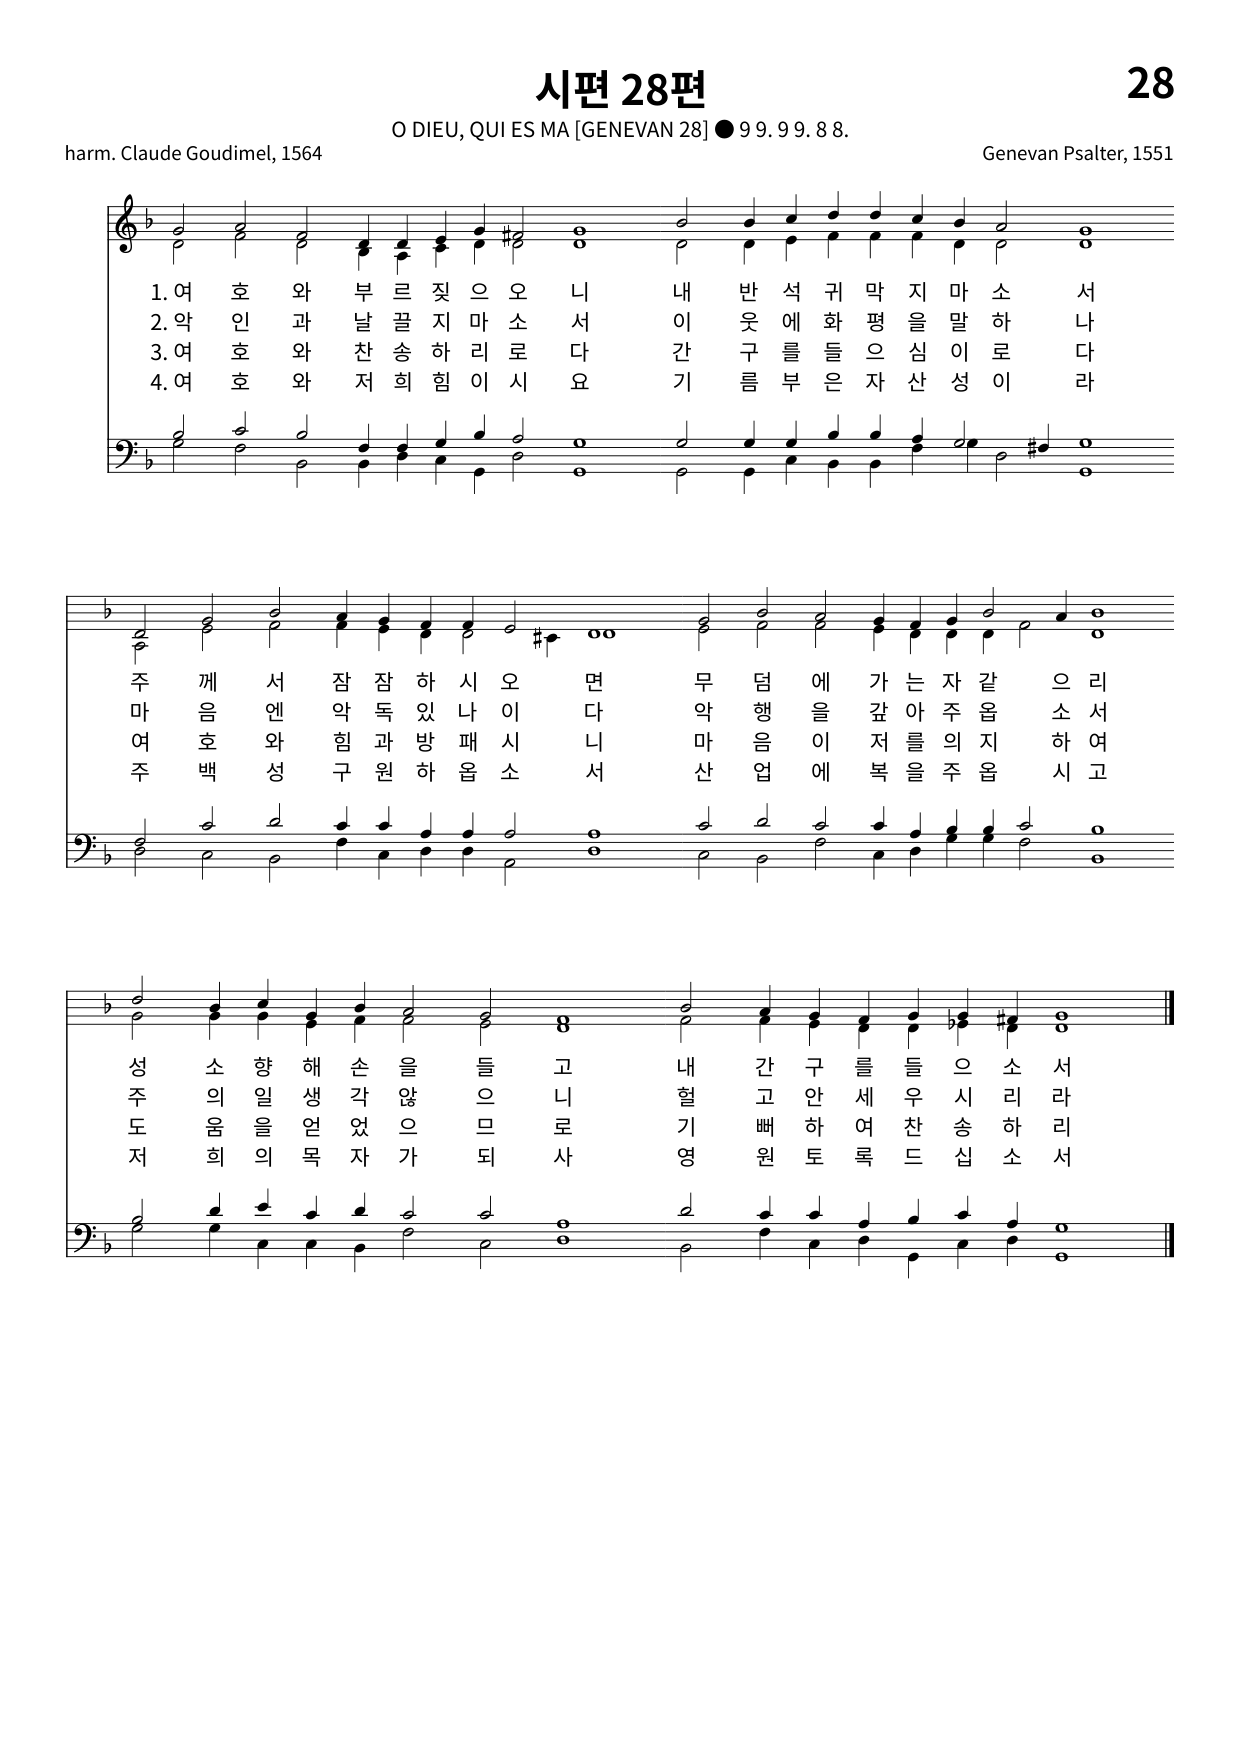 시편 28편
28
O DIEU, QUI ES MA [GENEVAN 28] ● 9 9. 9 9. 8 8.
harm. Claude Goudimel, 1564
Genevan Psalter, 1551
1. 여 호 와 부 르 짖 으 오 니 내 반 석 귀 막 지 마 소 서
2. 악 인 과 날 끌 지 마 소 서 이 웃 에 화 평 을 말 하 나
3. 여 호 와 찬 송 하 리 로 다 간 구 를 들 으 심 이 로 다
4. 여 호 와 저 희 힘 이 시 요 기 름 부 은 자 산 성 이 라
주 께 서 잠 잠 하 시 오 면 무 덤 에 가 는 자 같 으 리
마 음 엔 악 독 있 나 이 다 악 행 을 갚 아 주 옵 소 서
여 호 와 힘 과 방 패 시 니 마 음 이 저 를 의 지 하 여
주 백 성 구 원 하 옵 소 서 산 업 에 복 을 주 옵 시 고
성 소 향 해 손 을 들 고 내 간 구 를 들 으 소 서
주 의 일 생 각 않 으 니 헐 고 안 세 우 시 리 라
도 움 을 얻 었 으 므 로 기 뻐 하 여 찬 송 하 리
저 희 의 목 자 가 되 사 영 원 토 록 드 십 소 서